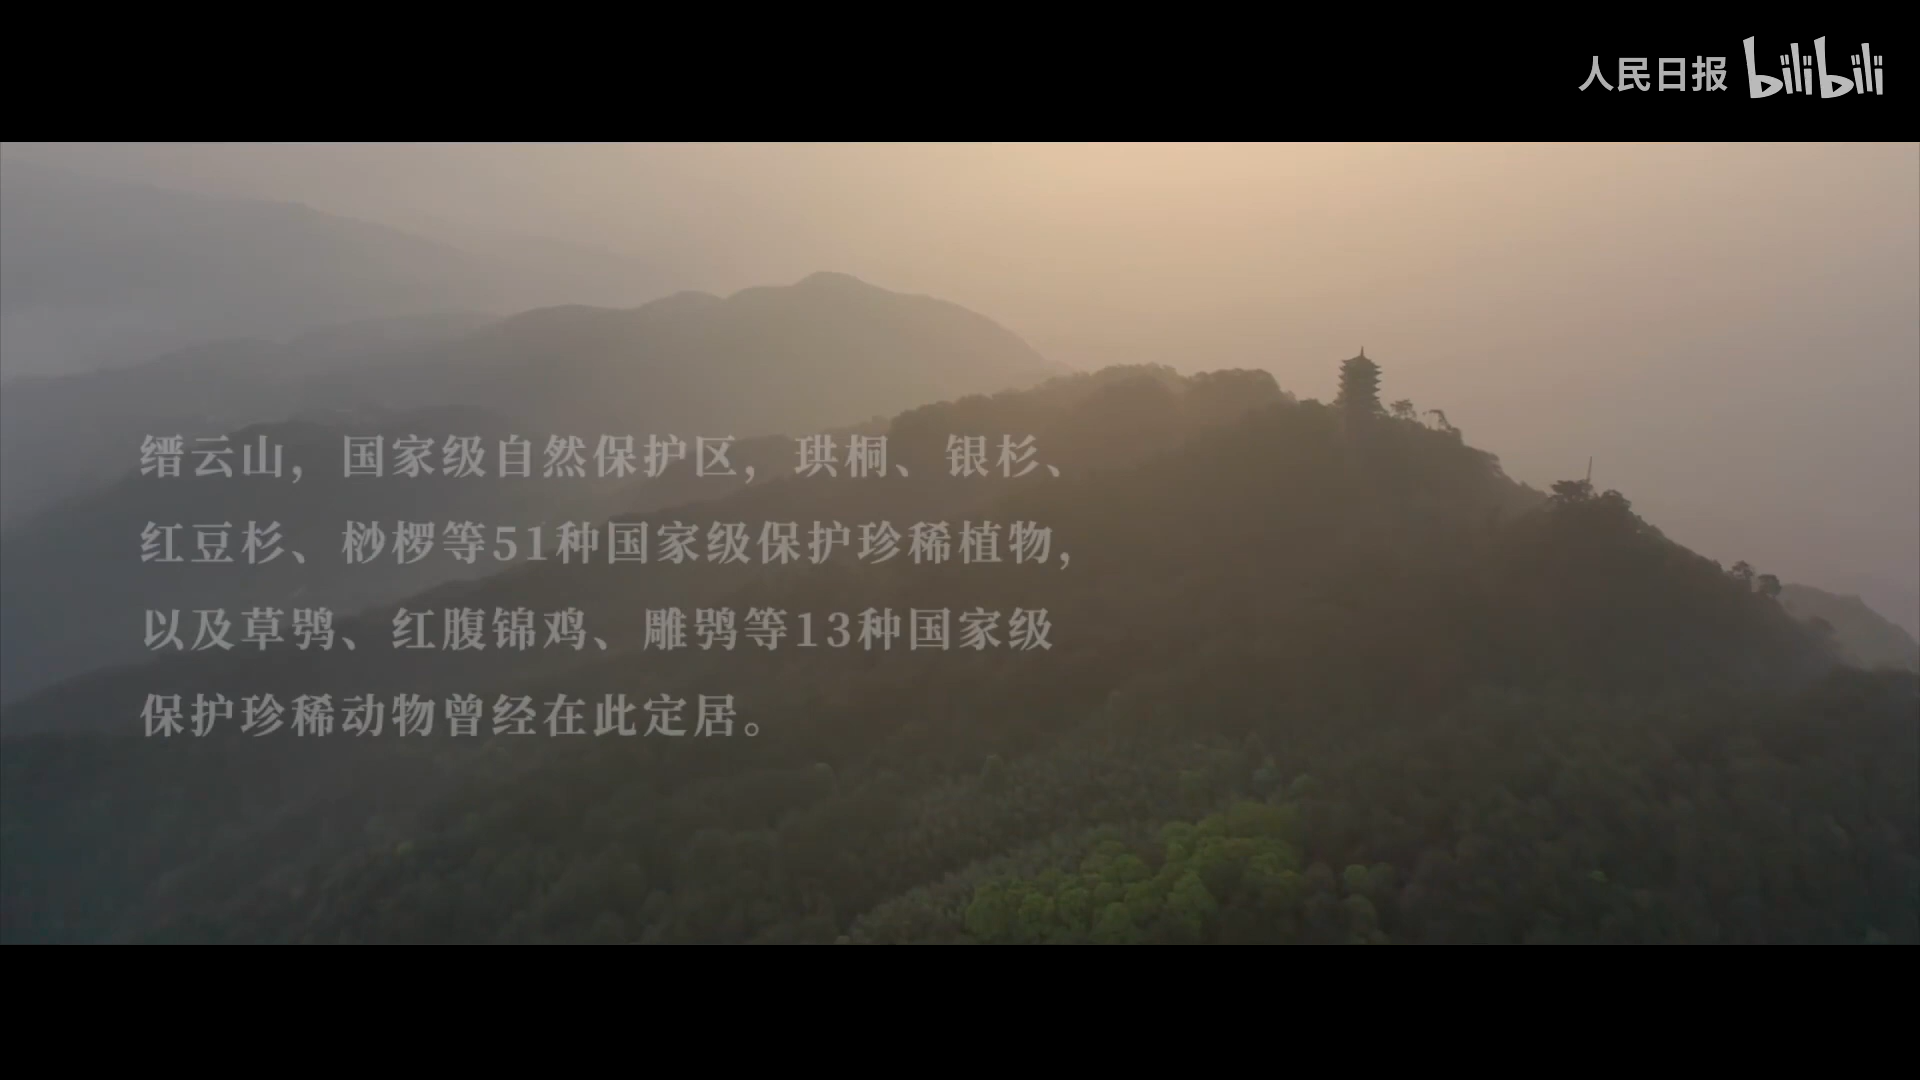 人民日报 bilibili
缙云山，国家级自然保护区，珙桐、银杉、
红豆杉、桫椤等51种国家级保护珍稀植物，
以及草鸮、红腹锦鸡、雕鸮等13种国家级
保护珍稀动物曾经在此定居。